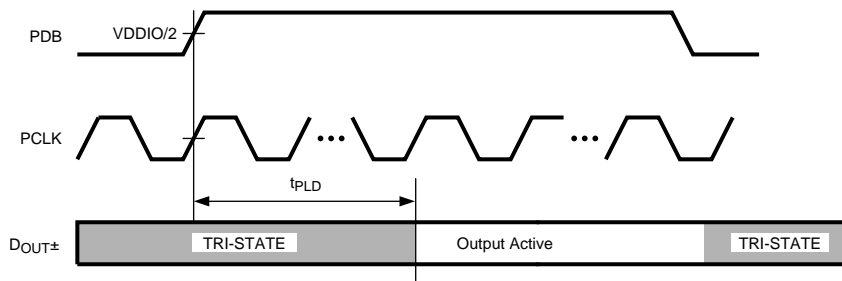 PDB
VDDIO/2
PCLK
tPLD
DOUT±
TRI-STATE
Output Active
TRI-STATE